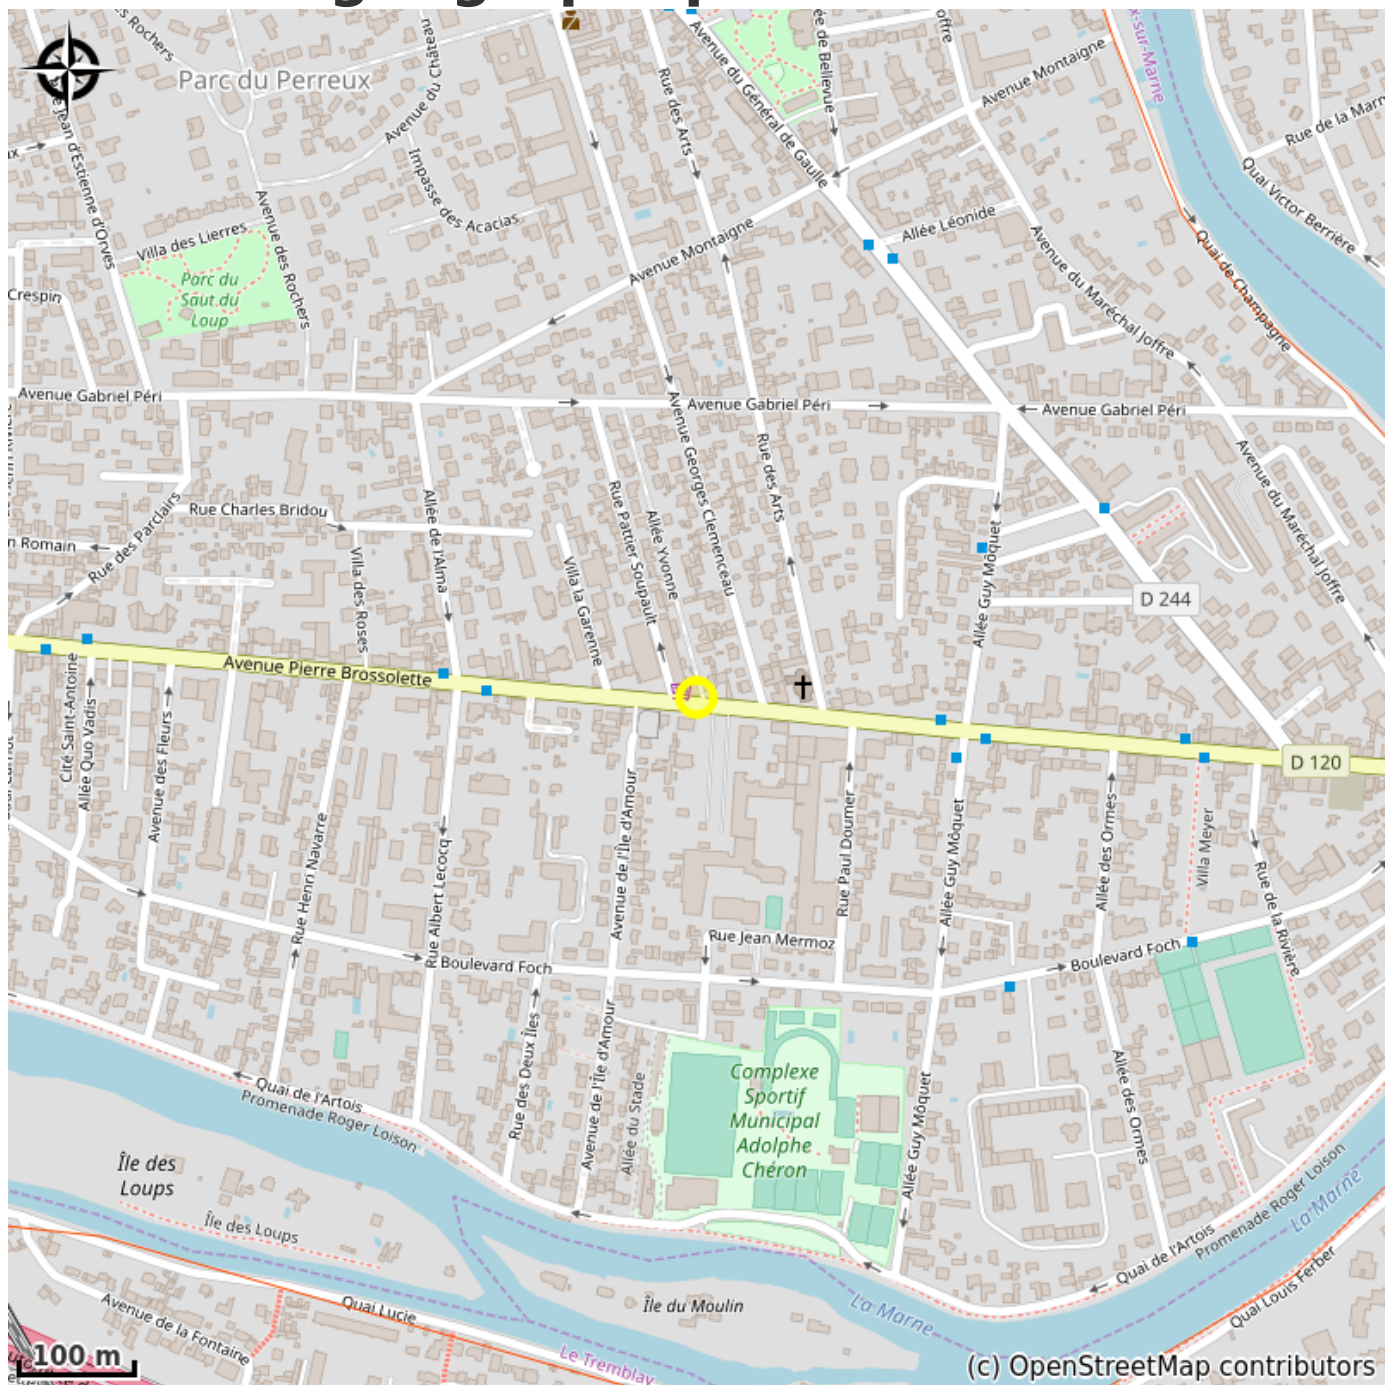 Parc du Perreux
Avenue du Château
Rue des Arts
Avenue du Général de Gaulle
Avenue Montaigne
Rue de la Marn
Quai Victor Berrière
Impasse des Acacias
Villa des Lierres
Avenue des Rochers
Avenue Montaigne
Allée Léonide
Quai de Champagne
Parc du
Saut du
Loup
Crespin
Avenue du Maréchal Joffre
Avenue Gabriel Péri
Avenue Gabriel Péri
Avenue Gabriel Péri
Avenue Georges Clemenceau
Rue des Arts
Avenue du Maréchal Joffre
Rue Charles Bridou
n Romain
Rue des Parclairs
Villa des Roses
Allée de l'Alma
Villa la Garenne
Rue Pattier Soupault
Allée Yvonne
Allée Guy Môquet
D 244
Avenue Pierre Brossolette
D 120
Cité Saint-Antoine
Allée Quo Vadis
Avenue des Fleurs
Rue Henri Navarre
Rue Albert Lecocq
Avenue de l'Île d'Amour
Rue Paul Doumer
Allée Guy Môquet
Allée des Ormes
Villa Meyer
Rue de la Rivière
Rue Jean Mermoz
Boulevard Foch
Boulevard Foch
Quai de l'Artois
Promenade Roger Loison
Rue des Deux Îles
Avenue de l'Île d'Amour
Allée du Stade
Complexe
Sportif
Municipal
Adolphe
Chéron
Allée Guy Môquet
Allée des Ormes
Île des
Loups
Île des Loups
Quai de l'Artois
Promenade Roger Loison
La Marne
Île du Moulin
La Marne
Quai Louis Ferber
Quai Lucie
Avenue de la Fontaine
Le Tremblay
100 m
(c) OpenStreetMap contributors